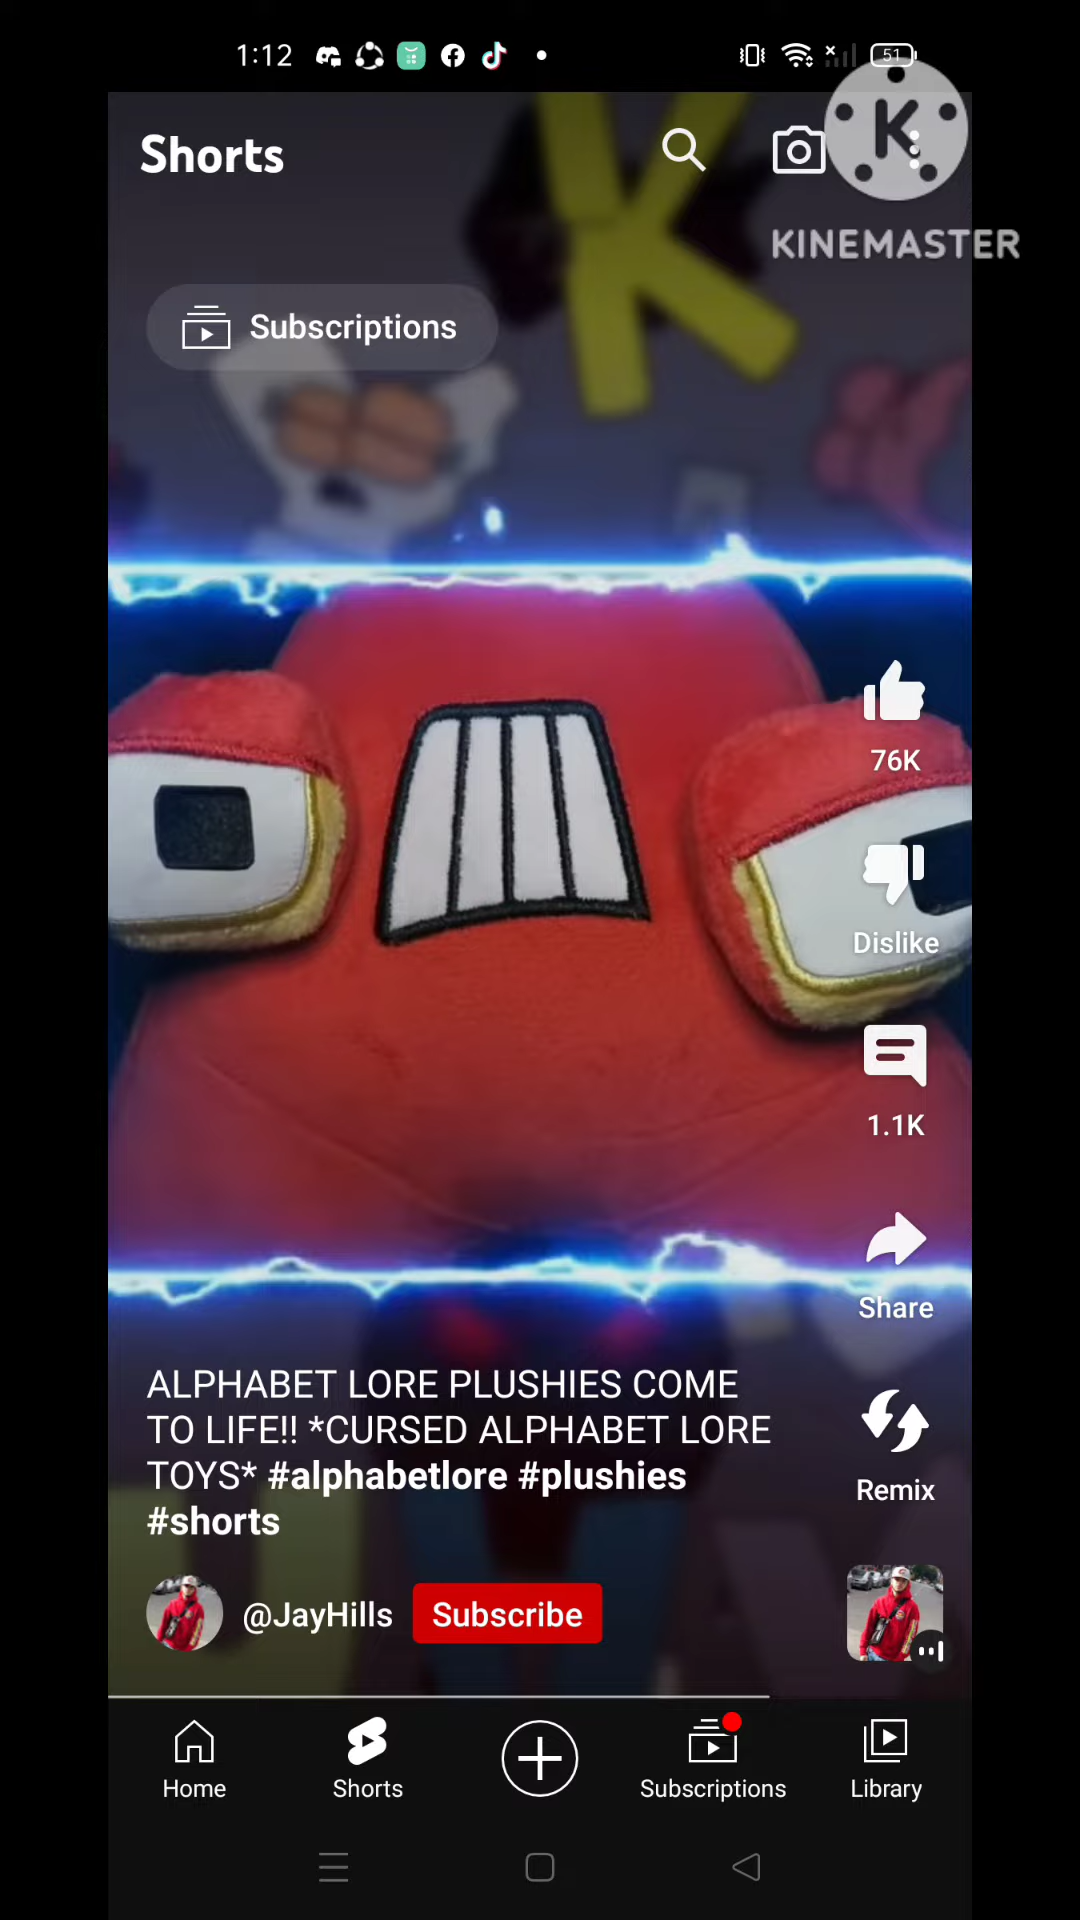 1:12
51
Shorts
K
KINEMASTER
Subscriptions
76K
Dislike
1.1K
Share
ALPHABET LORE PLUSHIES COME
TO LIFE!! *CURSED ALPHABET LORE
TOYS* #alphabetlore #plushies
#shorts
Remix
@JayHills
Subscribe
Home
Shorts
Subscriptions
Library